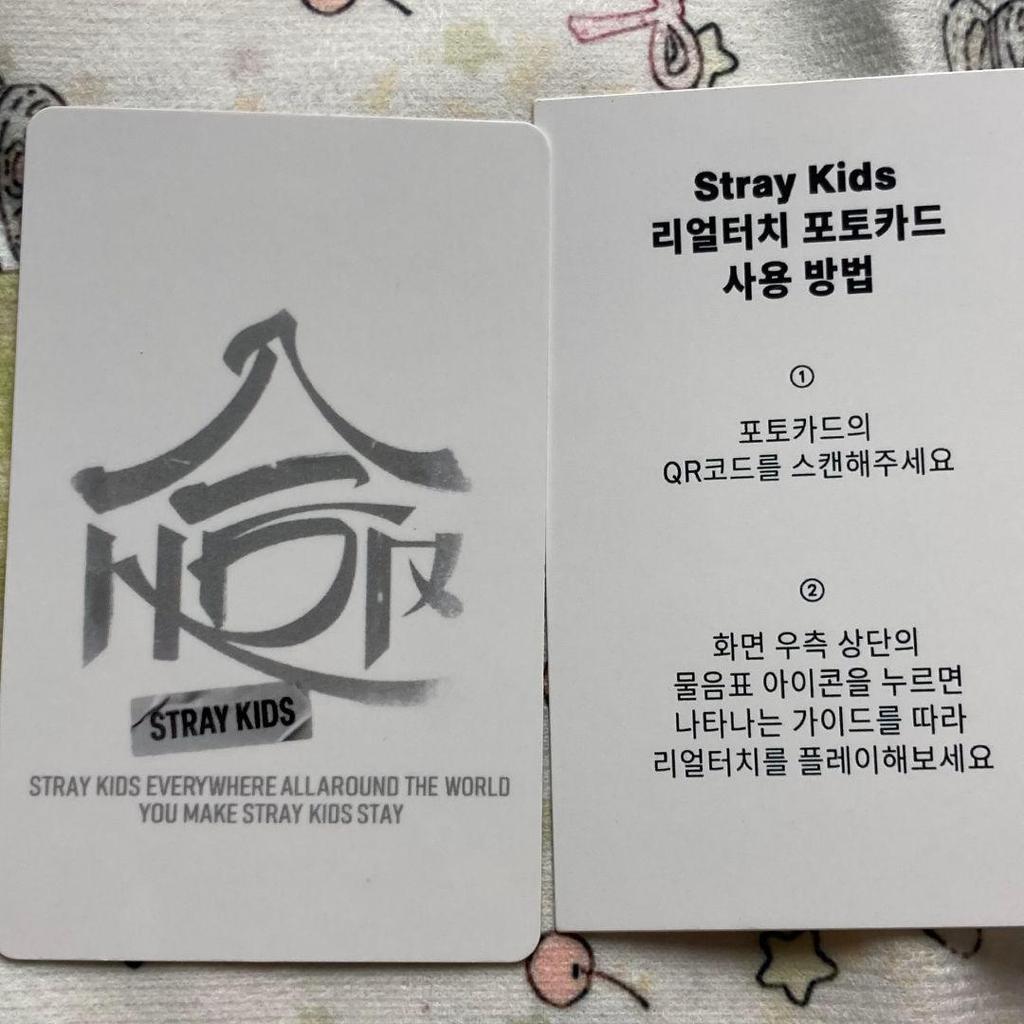 STRAY KIDS
STRAY KIDS EVERYWHERE ALL AROUND THE WORLD
YOU MAKE STRAY KIDS STAY
Stray Kids
리얼터치 포토카드
사용 방법
①
포토카드의
QR코드를 스캔해주세요
②
화면 우측 상단의
물음표 아이콘을 누르면
나타나는 가이드를 따라
리얼터치를 플레이해보세요